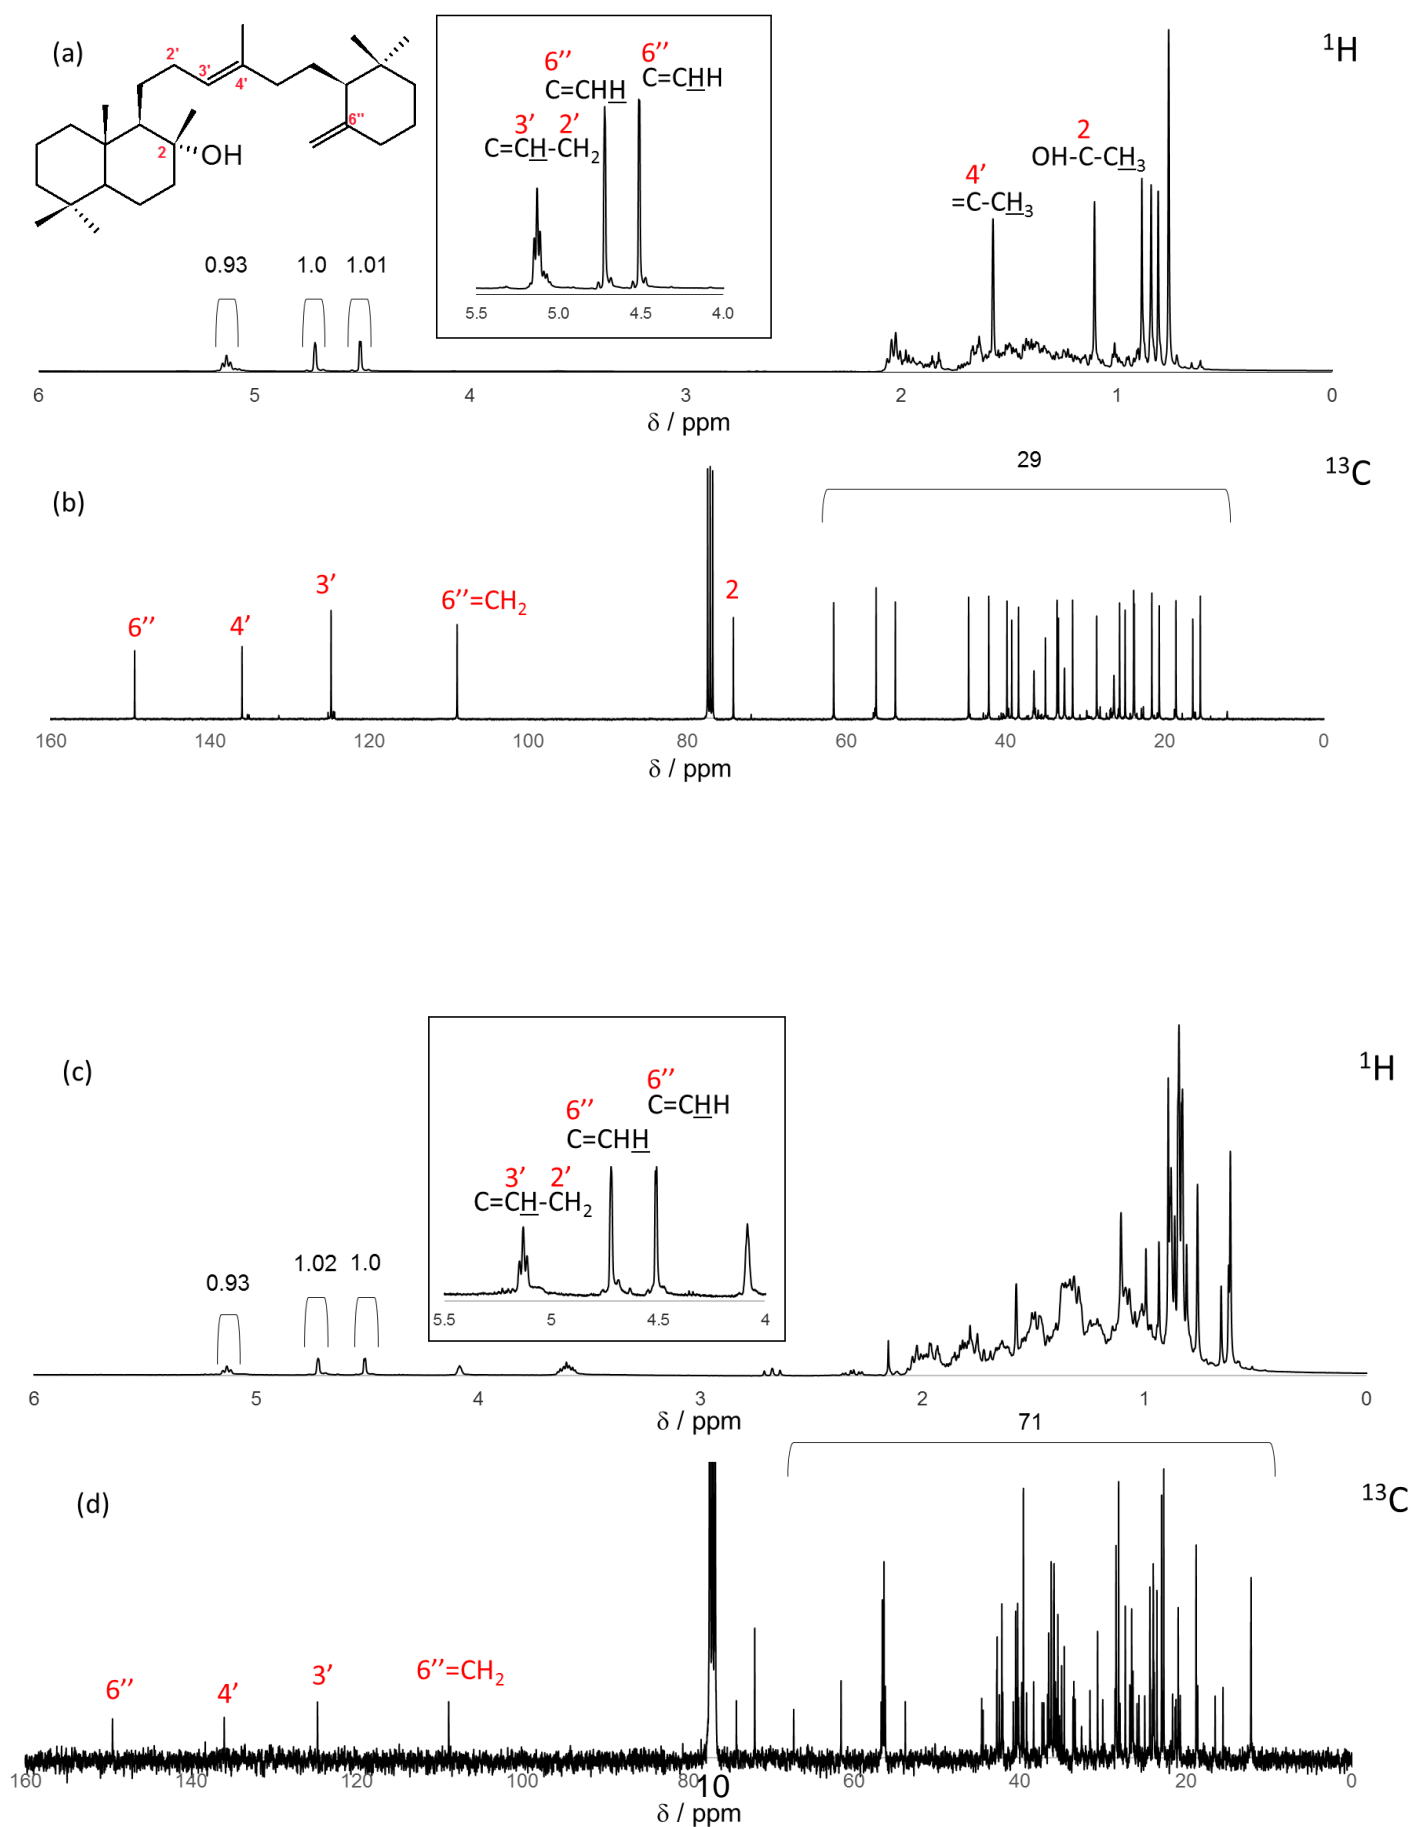 (a)
2'
3'
4'
6''
2
OH
6''
C=CHH
6''
C=CHH
3' 2'
C=CH-CH2
5.5 5.0 4.5 4.0
1H
2
OH-C-CH3
4'
=C-CH3
0.93 1.0 1.01
6 5 4 3 2 1 0
δ / ppm
(b)
29
13C
6''
4'
3'
6''=CH2
2
160 140 120 100 80 60 40 20 0
δ / ppm
(c)
1H
6''
C=CHH
6''
C=CHH
3' 2'
C=CH-CH2
5.5 5 4.5 4
0.93 1.02 1.0
6 5 4 3 2 1 0
δ / ppm
71
(d)
13C
6''
4'
3'
6''=CH2
160 140 120 100 80 60 40 20 0
10
δ / ppm